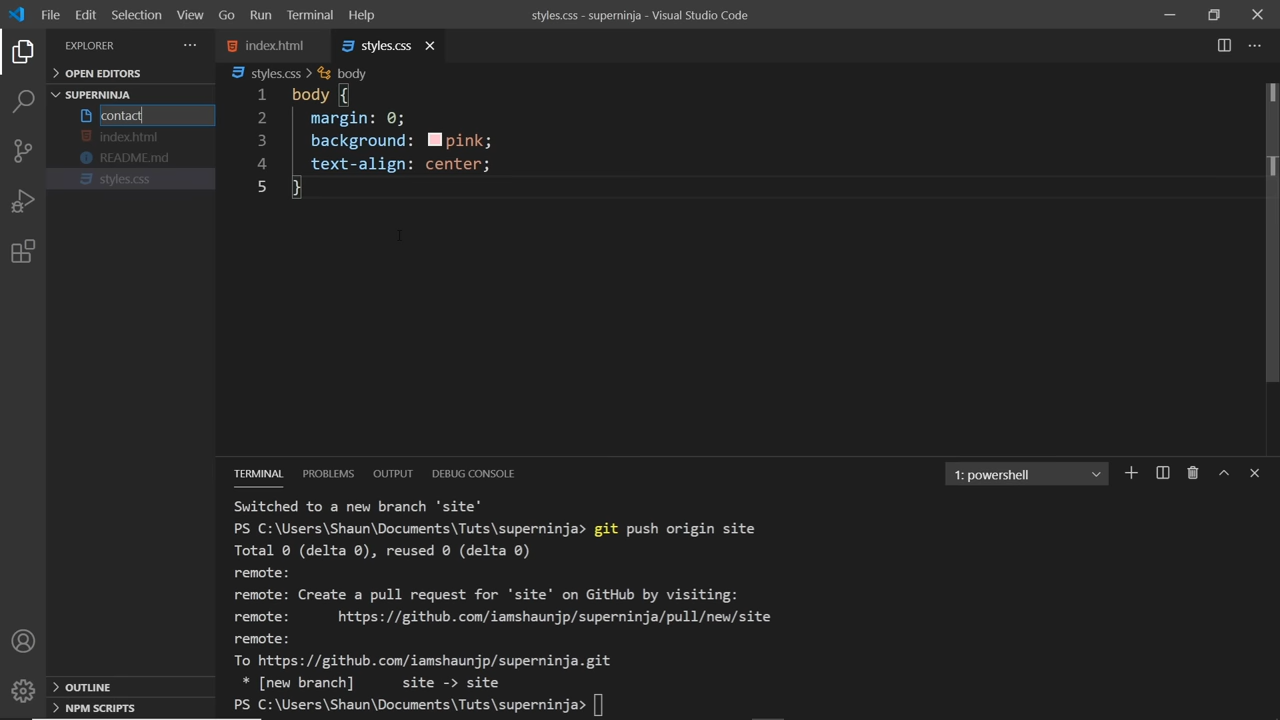 File Edit Selection View Go Run Terminal Help styles.css - superninja - Visual Studio Code
EXPLORER ... index.html styles.css
OPEN EDITORS styles.css > body
SUPERNINJA
contact
index.html
README.md
styles.css
1 body {
2 margin: 0;
3 background: pink;
4 text-align: center;
5 }
TERMINAL PROBLEMS OUTPUT DEBUG CONSOLE 1: powershell
Switched to a new branch 'site'
PS C:\Users\Shaun\Documents\Tuts\superninja> git push origin site
Total 0 (delta 0), reused 0 (delta 0)
remote:
remote: Create a pull request for 'site' on GitHub by visiting:
remote: https://github.com/iamshaunjp/superninja/pull/new/site
remote:
To https://github.com/iamshaunjp/superninja.git
* [new branch] site -> site
PS C:\Users\Shaun\Documents\Tuts\superninja>
OUTLINE
NPM SCRIPTS